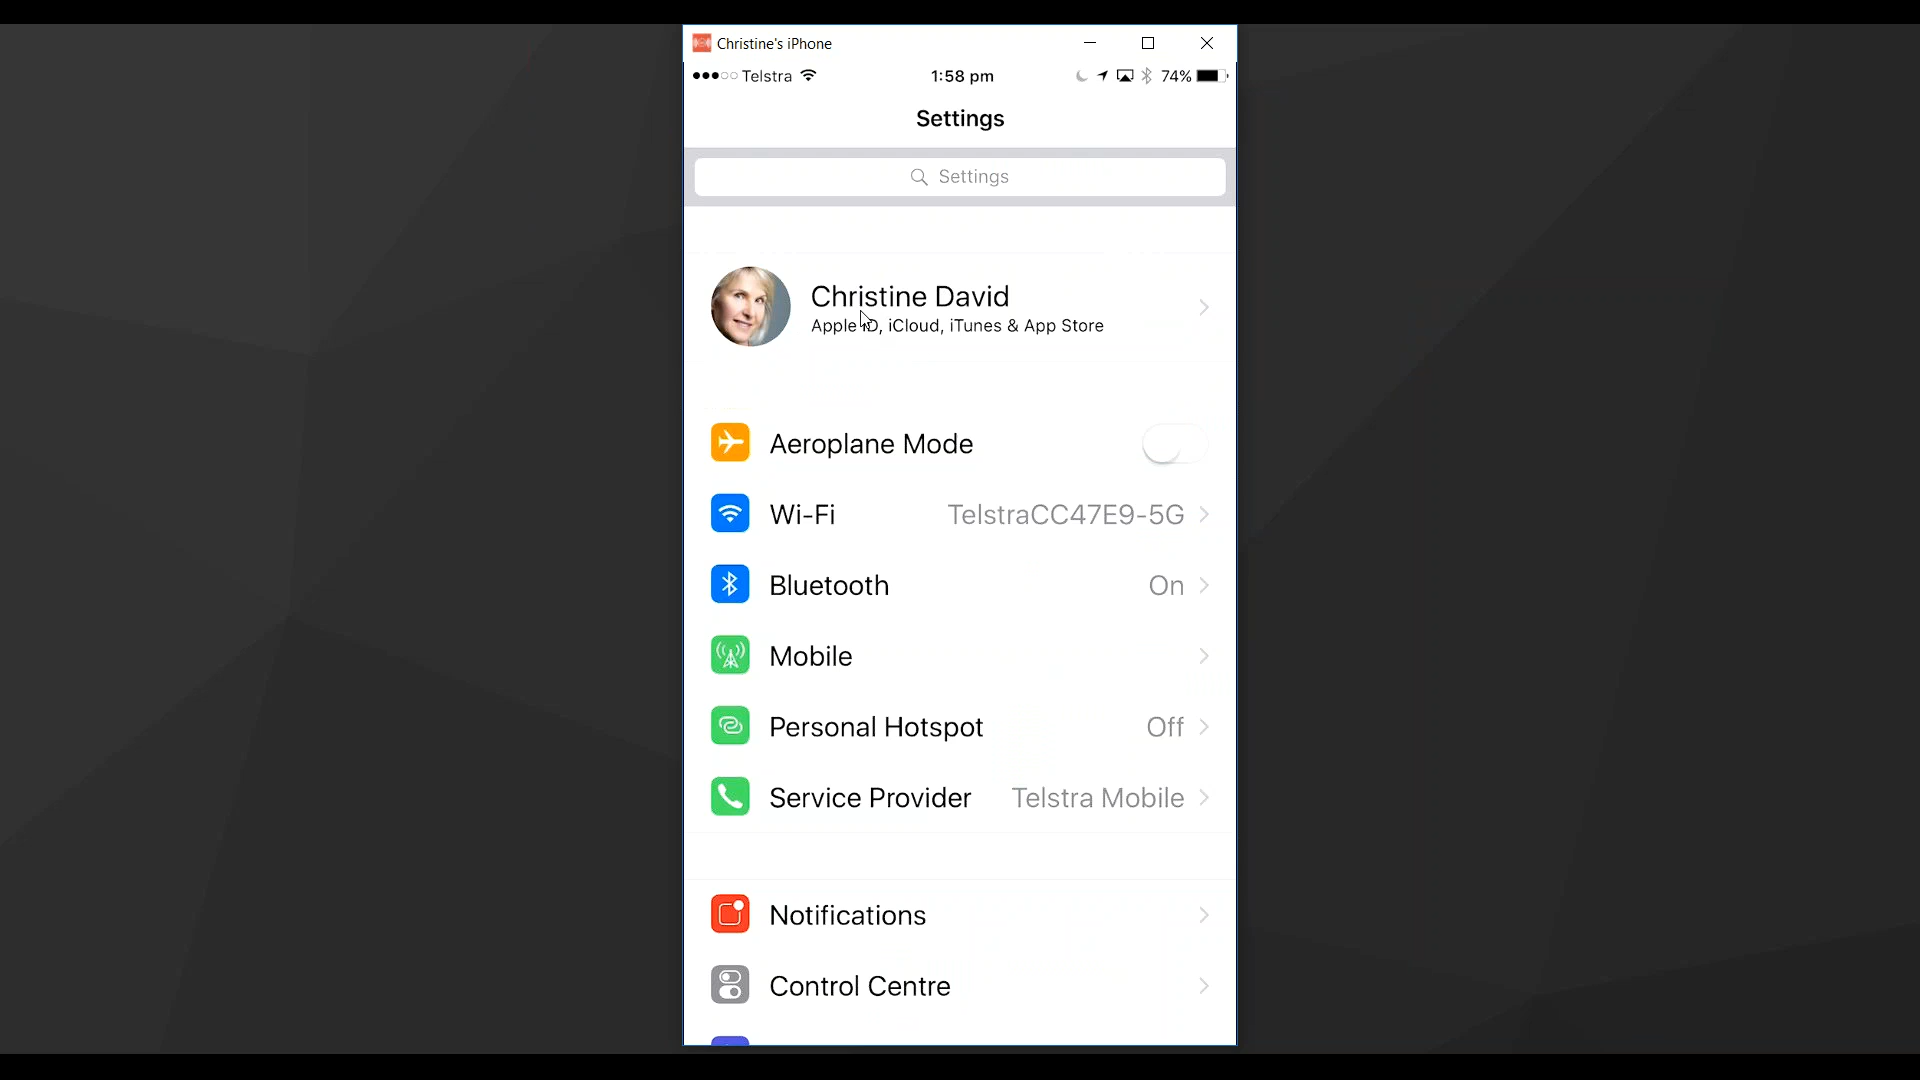 Christine's iPhone
Telstra 1:58 pm 74%
Settings
Settings
Christine David
Apple ID, iCloud, iTunes & App Store
Aeroplane Mode
Wi-Fi TelstraCC47E9-5G
Bluetooth On
Mobile
Personal Hotspot Off
Service Provider Telstra Mobile
Notifications
Control Centre